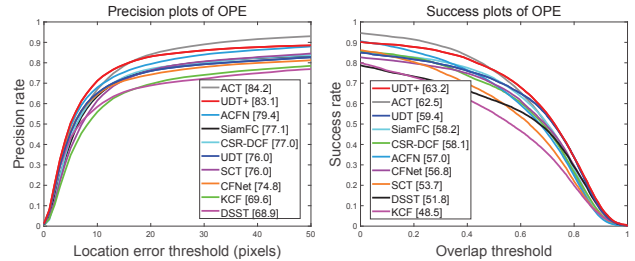 Precision plots of OPE
Precision rate
1
0.9
0.8
0.7
0.6
0.5
0.4
0.3
0.2
0.1
0
ACT [84.2]
UDT+ [83.1]
ACFN [79.4]
SiamFC [77.1]
CSR-DCF [77.0]
UDT [76.0]
SCT [76.0]
CFNet [74.8]
KCF [69.6]
DSST [68.9]
0 10 20 30 40 50
Location error threshold (pixels)
Success plots of OPE
Success rate
1
0.9
0.8
0.7
0.6
0.5
0.4
0.3
0.2
0.1
0
UDT+ [63.2]
ACT [62.5]
UDT [59.4]
SiamFC [58.2]
CSR-DCF [58.1]
ACFN [57.0]
CFNet [56.8]
SCT [53.7]
DSST [51.8]
KCF [48.5]
0 0.2 0.4 0.6 0.8 1
Overlap threshold